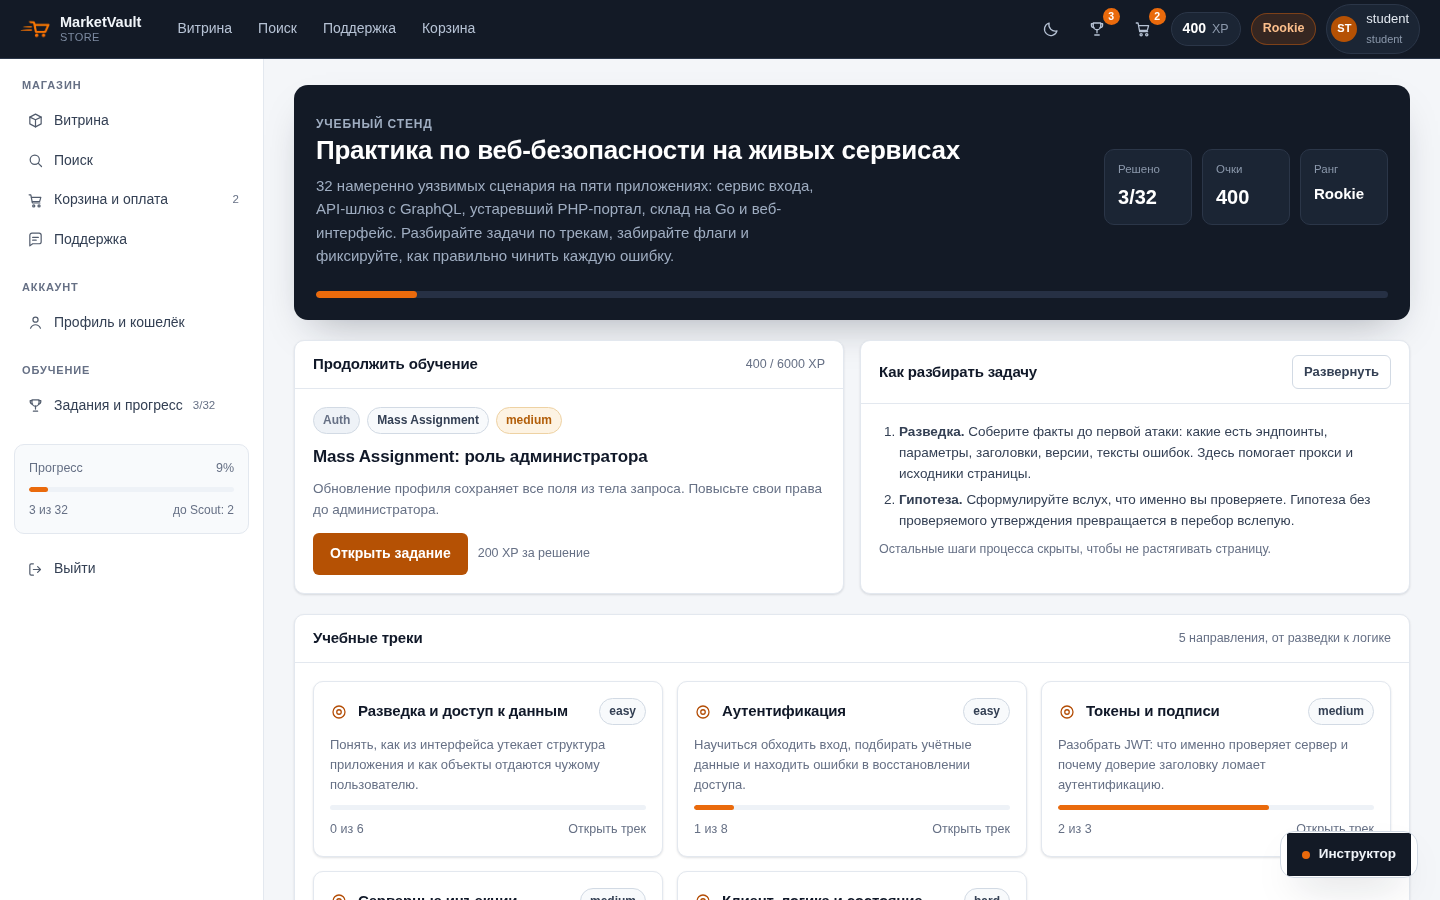 MarketVault
STORE
Витрина
Поиск
Поддержка
Корзина
3
2
400 XP
Rookie
ST
student
student
МАГАЗИН
Витрина
Поиск
Корзина и оплата 2
Поддержка
АККАУНТ
Профиль и кошелёк
ОБУЧЕНИЕ
Задания и прогресс 3/32
Прогресс 9%
3 из 32 до Scout: 2
Выйти
УЧЕБНЫЙ СТЕНД
Практика по веб-безопасности на живых сервисах
32 намеренно уязвимых сценария на пяти приложениях: сервис входа,
API-шлюз с GraphQL, устаревший PHP-портал, склад на Go и веб-
интерфейс. Разбирайте задачи по трекам, забирайте флаги и
фиксируйте, как правильно чинить каждую ошибку.
Решено
3/32
Очки
400
Ранг
Rookie
Продолжить обучение 400 / 6000 XP
Auth Mass Assignment medium
Mass Assignment: роль администратора
Обновление профиля сохраняет все поля из тела запроса. Повысьте свои права
до администратора.
Открыть задание 200 XP за решение
Как разбирать задачу Развернуть
1. Разведка. Соберите факты до первой атаки: какие есть эндпоинты,
параметры, заголовки, версии, тексты ошибок. Здесь помогает прокси и
исходники страницы.
2. Гипотеза. Сформулируйте вслух, что именно вы проверяете. Гипотеза без
проверяемого утверждения превращается в перебор вслепую.
Остальные шаги процесса скрыты, чтобы не растягивать страницу.
Учебные треки 5 направления, от разведки к логике
Разведка и доступ к данным easy
Понять, как из интерфейса утекает структура
приложения и как объекты отдаются чужому
пользователю.
0 из 6 Открыть трек
Аутентификация easy
Научиться обходить вход, подбирать учётные
данные и находить ошибки в восстановлении
доступа.
1 из 8 Открыть трек
Токены и подписи medium
Разобрать JWT: что именно проверяет сервер и
почему доверие заголовку ломает
аутентификацию.
2 из 3 Открыть трек
Инструктор
Серверные инъекции medium
Клиент, логика и состояние hard